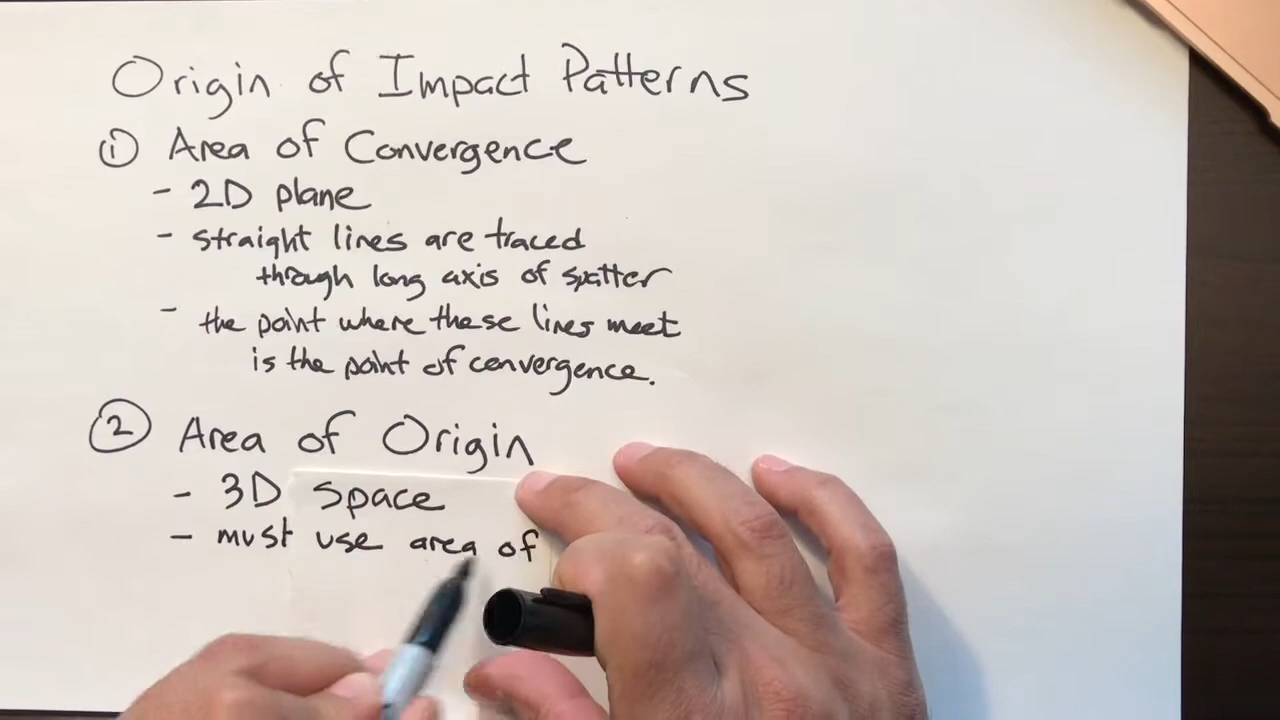 Origin of Impact Patterns
① Area of Convergence
- 2D plane
- straight lines are traced
through long axis of spatter
- the point where these lines meet
is the point of convergence.
② Area of Origin
- 3D space
- must use area of